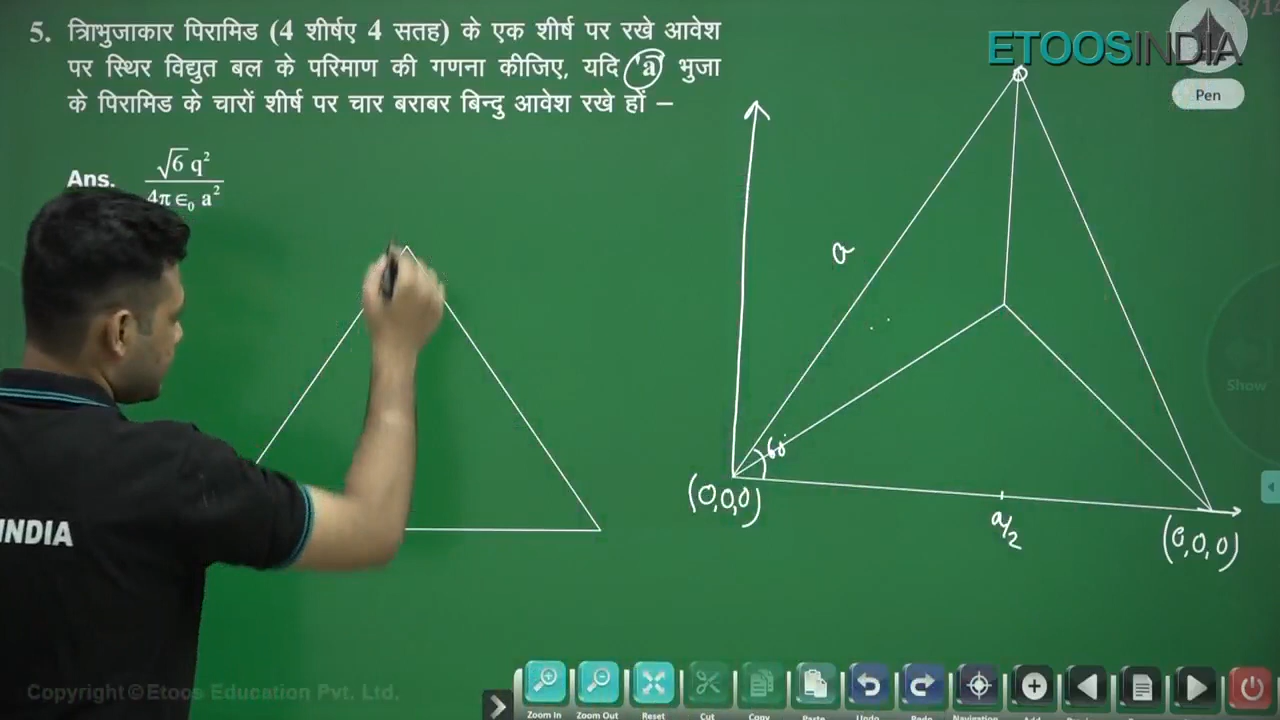 5. त्रिाभुजाकार पिरामिड (4 शीर्षए 4 सतह) के एक शीर्ष पर रखे आवेश
पर स्थिर विद्युत बल के परिमाण की गणना कीजिए, यदि 'a' भुजा
के पिरामिड के चारों शीर्ष पर चार बराबर बिन्दु आवेश रखे हों –
Ans. √6 q² / 4π ∈₀ a²
ETOOSINDIA
8/14
Pen
a
60°
(0,0,0)
a/2
(0,0,0)
Show
INDIA
Copyright © Etoos Education Pvt. Ltd.
Zoom In Zoom Out Reset Cut Copy Paste Undo Redo Navigation Add